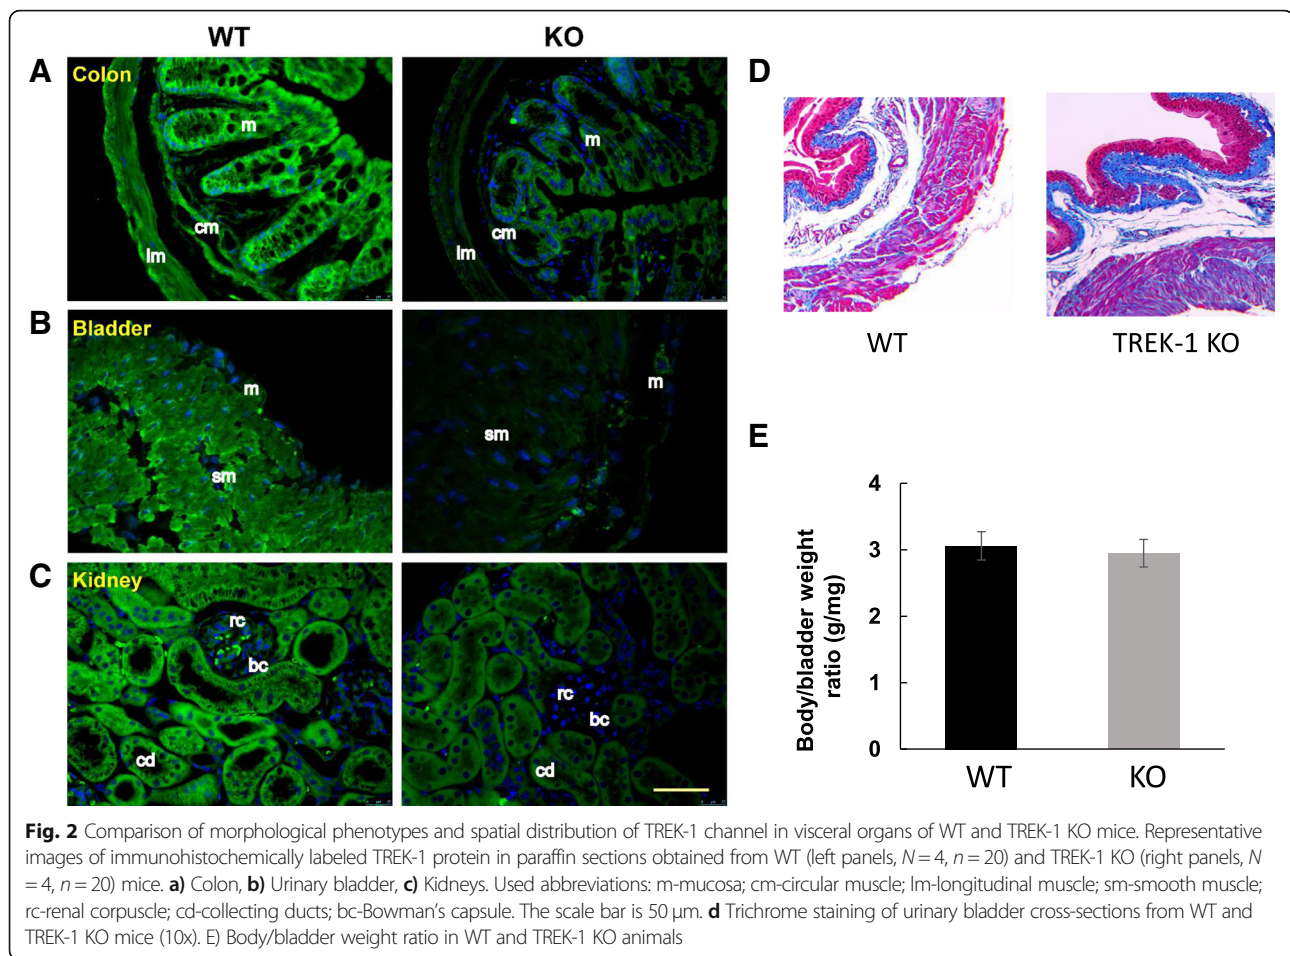 WT
KO
A
Colon
m
cm
lm
m
cm
lm
B
Bladder
m
sm
m
sm
C
Kidney
rc
bc
cd
rc
bc
cd
D
WT
TREK-1 KO
E
Body/bladder weight
ratio (g/mg)
4
3
2
1
0
WT
KO
Fig. 2 Comparison of morphological phenotypes and spatial distribution of TREK-1 channel in visceral organs of WT and TREK-1 KO mice. Representative
images of immunohistochemically labeled TREK-1 protein in paraffin sections obtained from WT (left panels, N = 4, n = 20) and TREK-1 KO (right panels, N
= 4, n = 20) mice. a) Colon, b) Urinary bladder, c) Kidneys. Used abbreviations: m-mucosa; cm-circular muscle; lm-longitudinal muscle; sm-smooth muscle;
rc-renal corpuscle; cd-collecting ducts; bc-Bowman's capsule. The scale bar is 50 μm. d Trichrome staining of urinary bladder cross-sections from WT and
TREK-1 KO mice (10x). E) Body/bladder weight ratio in WT and TREK-1 KO animals